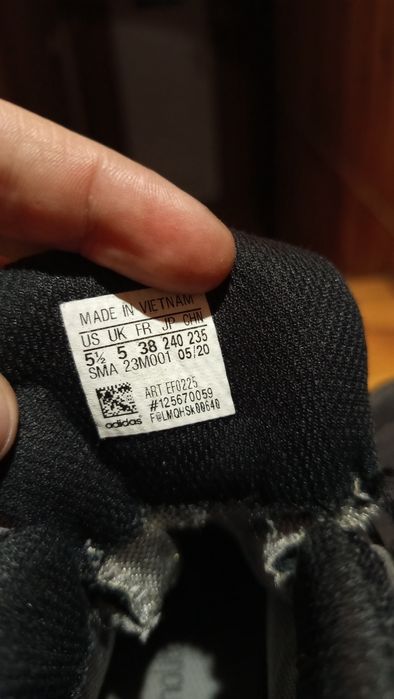 MADE IN VIETNAM
US UK FR JP CHN
5½ 5 38 240 235
SMA 23M001 05/20
ART EF0225
#125670059
adidas FBLMQHSK00640